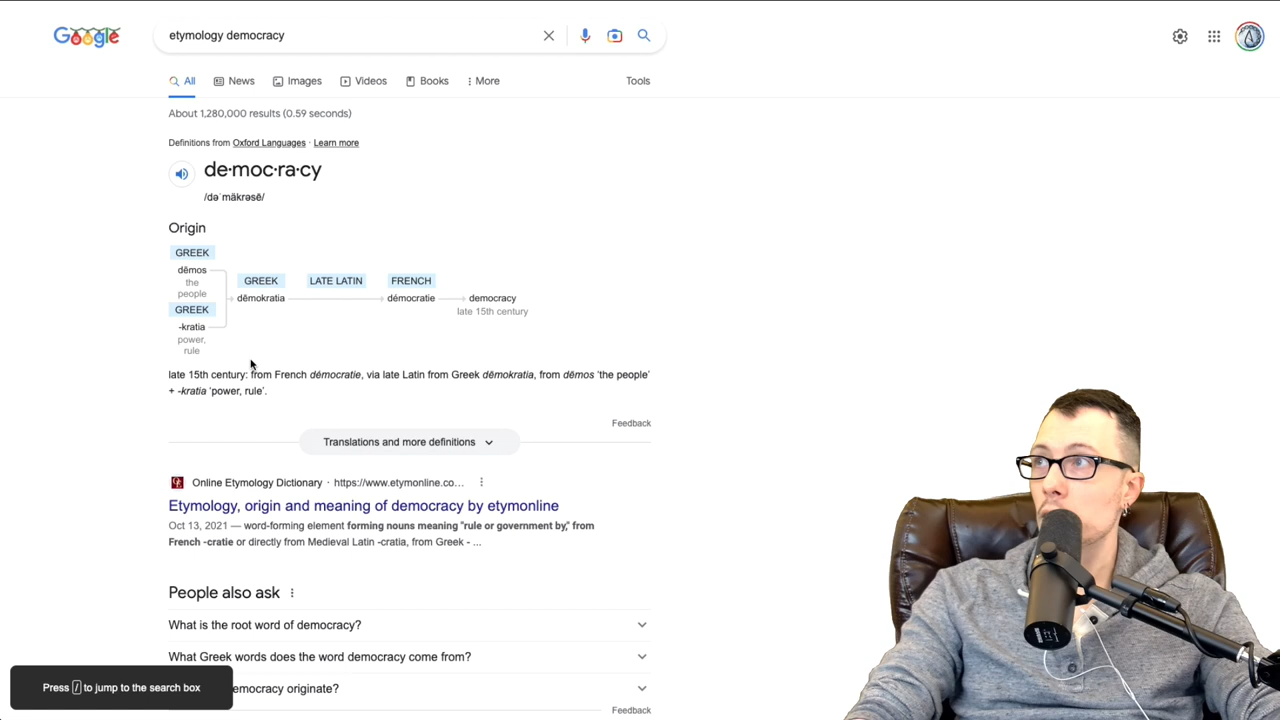 Google
etymology democracy
All News Images Videos Books More Tools
About 1,280,000 results (0.59 seconds)
Definitions from Oxford Languages · Learn more
de·moc·ra·cy
/dəˈmäkrəsē/
Origin
GREEK
dēmos
the
people
GREEK
-kratia
power,
rule
GREEK LATE LATIN FRENCH
dēmokratia démocratie democracy
late 15th century
late 15th century: from French démocratie, via late Latin from Greek dēmokratia, from dēmos ‘the people’
+ -kratia ‘power, rule’.
Feedback
Translations and more definitions
Online Etymology Dictionary · https://www.etymonline.co...
Etymology, origin and meaning of democracy by etymonline
Oct 13, 2021 — word-forming element forming nouns meaning "rule or government by," from
French -cratie or directly from Medieval Latin -cratia, from Greek - ...
People also ask
What is the root word of democracy?
What Greek words does the word democracy come from?
emocracy originate?
Feedback
Press / to jump to the search box